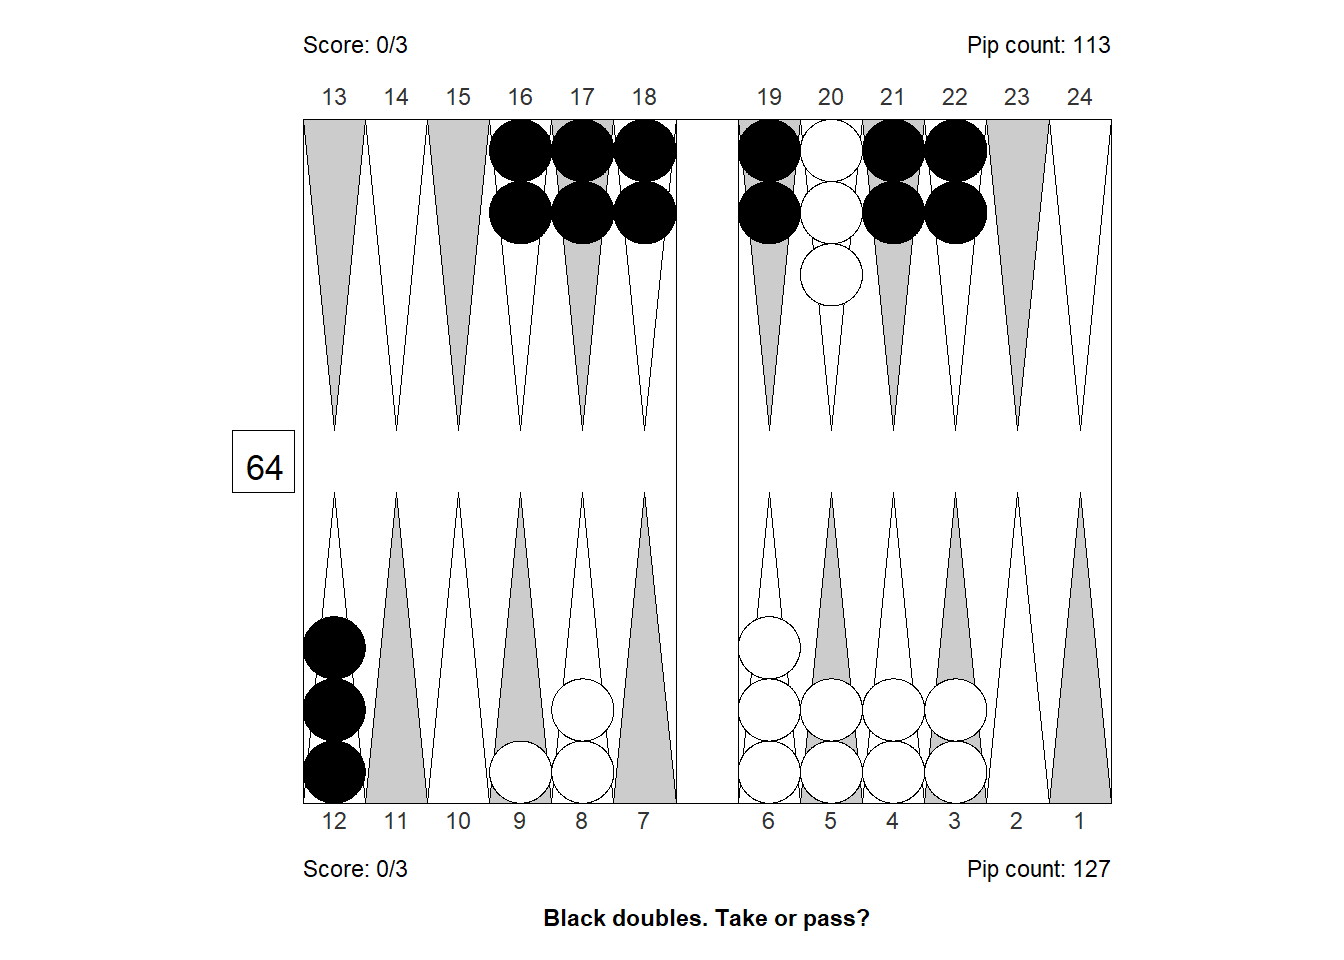 Score: 0/3 Pip count: 113
13 14 15 16 17 18 19 20 21 22 23 24
64
12 11 10 9 8 7 6 5 4 3 2 1
Score: 0/3 Pip count: 127
Black doubles. Take or pass?